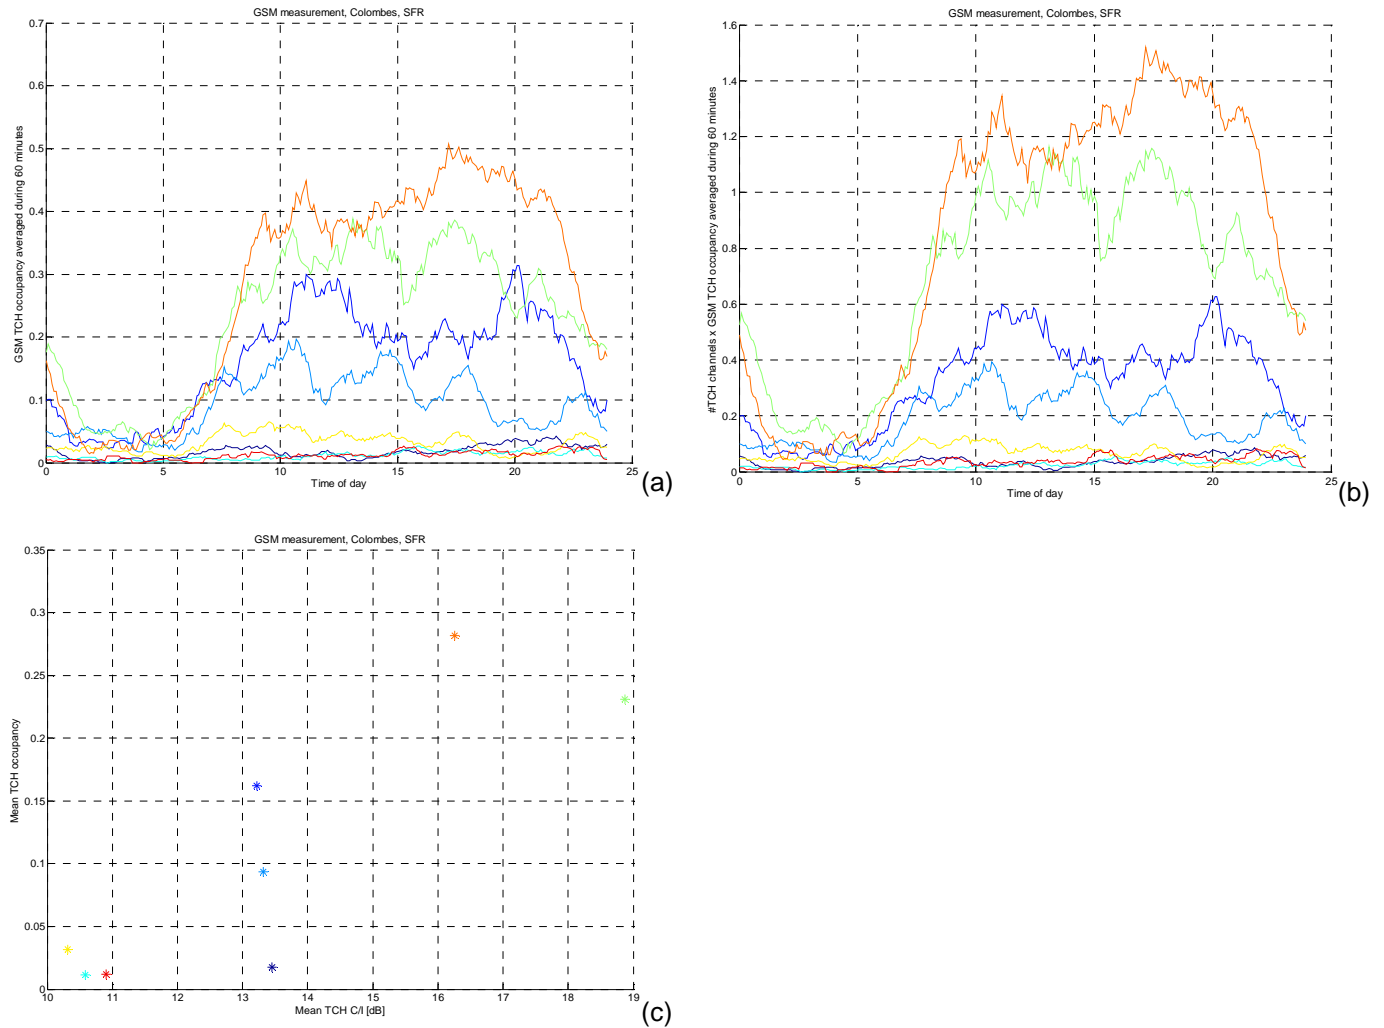 GSM measurement, Colombes, SFR
GSM TCH occupancy averaged during 60 minutes
0.7
0.6
0.5
0.4
0.3
0.2
0.1
0
0 5 10 15 20 25
Time of day
(a)
GSM measurement, Colombes, SFR
#TCH channels x GSM TCH occupancy averaged during 60 minutes
1.6
1.4
1.2
1
0.8
0.6
0.4
0.2
0
0 5 10 15 20 25
Time of day
(b)
GSM measurement, Colombes, SFR
Mean TCH occupancy
0.35
0.3
0.25
0.2
0.15
0.1
0.05
0
10 11 12 13 14 15 16 17 18 19
Mean TCH C/I [dB]
(c)